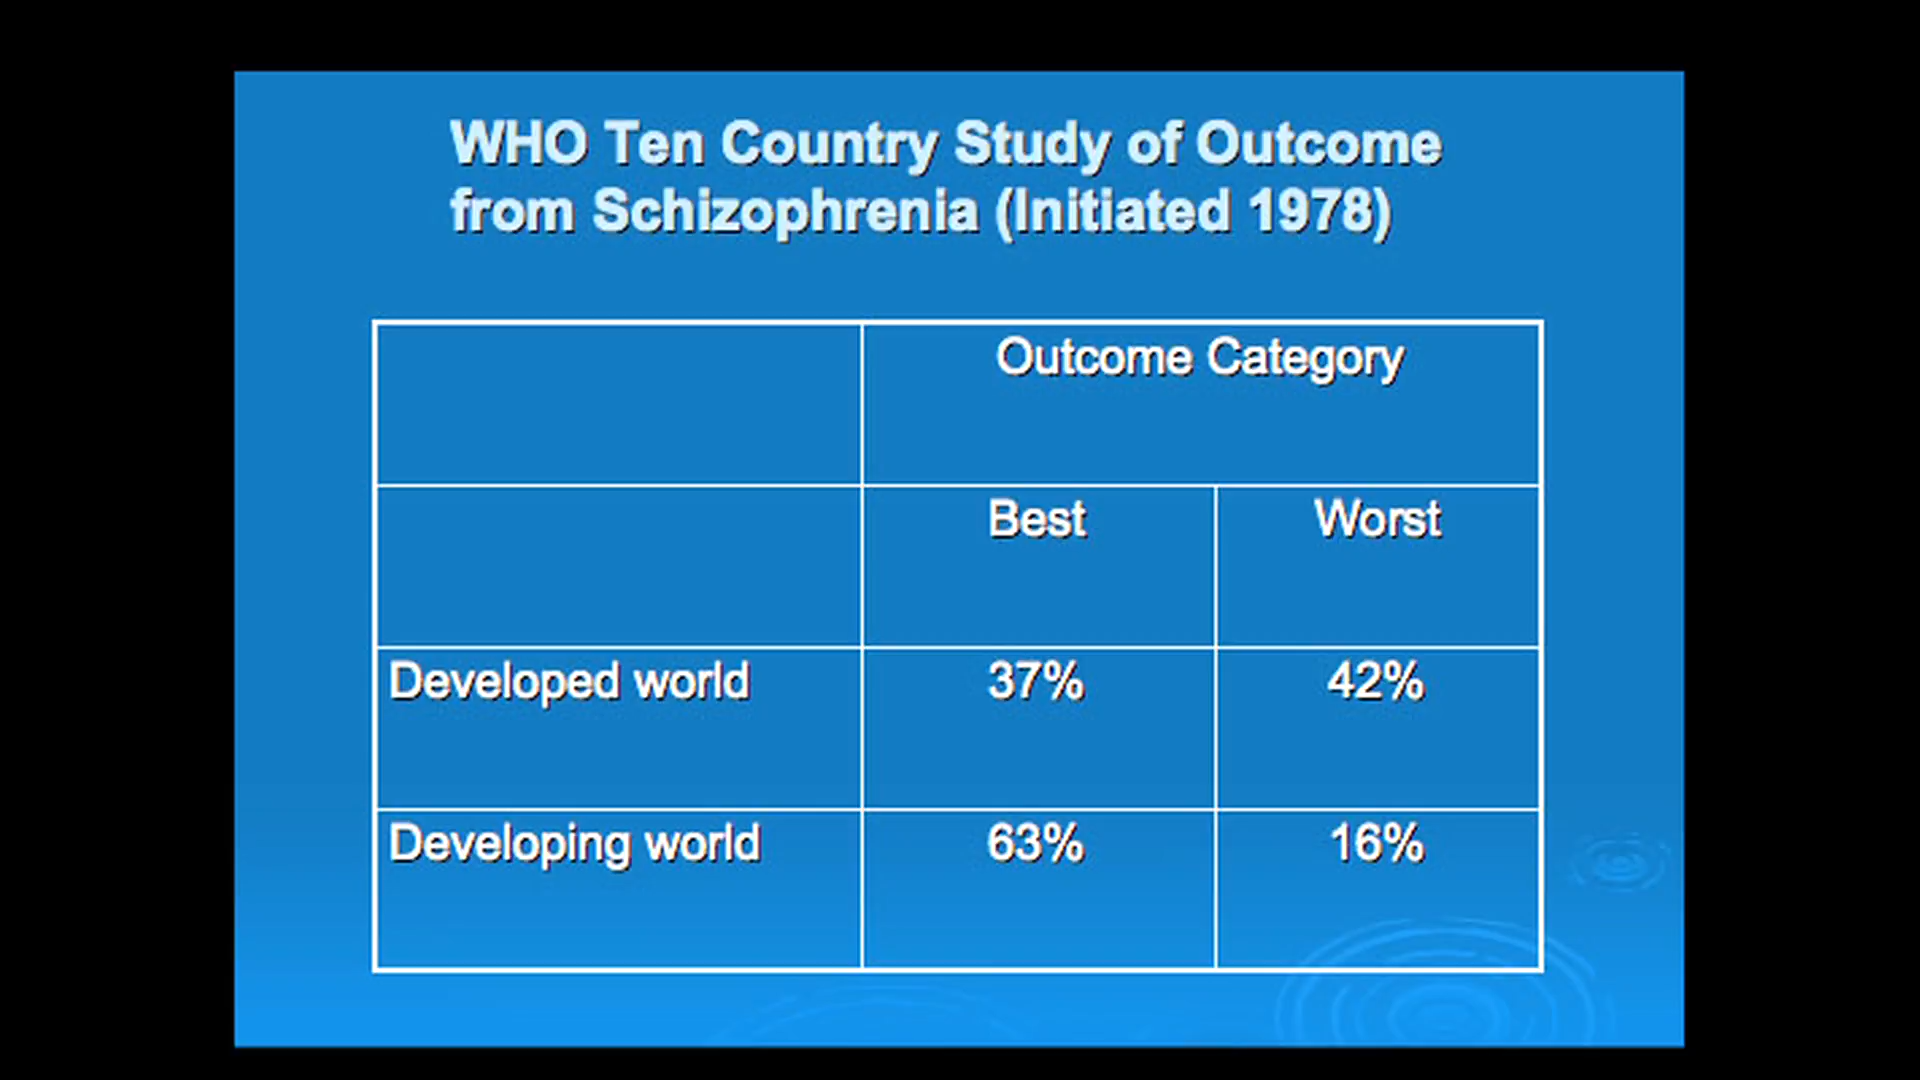 WHO Ten Country Study of Outcome
from Schizophrenia (Initiated 1978)
Outcome Category
Best Worst
Developed world 37% 42%
Developing world 63% 16%